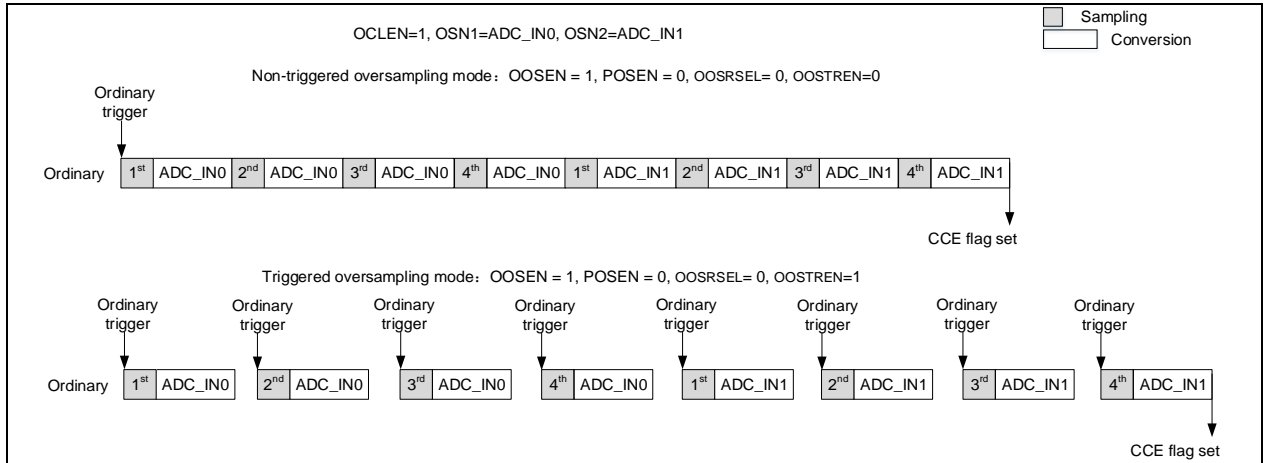 OCLEN=1, OSN1=ADC_IN0, OSN2=ADC_IN1
Sampling
Conversion
Non-triggered oversampling mode：OOSEN = 1, POSEN = 0, OOSRSEL= 0, OOSTREN=0
Ordinary
trigger
Ordinary 1st ADC_IN0 2nd ADC_IN0 3rd ADC_IN0 4th ADC_IN0 1st ADC_IN1 2nd ADC_IN1 3rd ADC_IN1 4th ADC_IN1
CCE flag set
Triggered oversampling mode：OOSEN = 1, POSEN = 0, OOSRSEL= 0, OOSTREN=1
Ordinary Ordinary Ordinary Ordinary Ordinary Ordinary Ordinary Ordinary
trigger trigger trigger trigger trigger trigger trigger trigger
Ordinary 1st ADC_IN0 2nd ADC_IN0 3rd ADC_IN0 4th ADC_IN0 1st ADC_IN1 2nd ADC_IN1 3rd ADC_IN1 4th ADC_IN1
CCE flag set